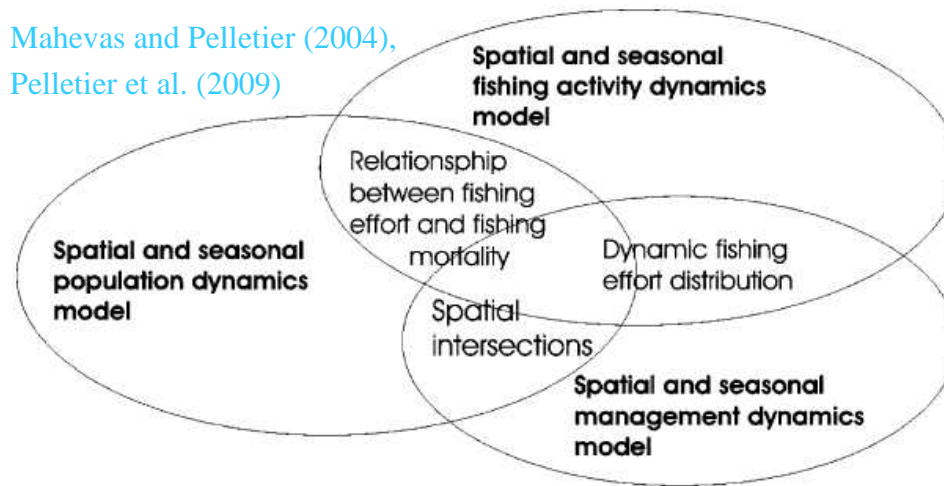 Mahevas and Pelletier (2004),
Pelletier et al. (2009)
Spatial and seasonal
fishing activity dynamics
model
Relationsphip
between fishing
effort and fishing
mortality
Spatial and seasonal
population dynamics
model
Dynamic fishing
effort distribution
Spatial
intersections
Spatial and seasonal
management dynamics
model